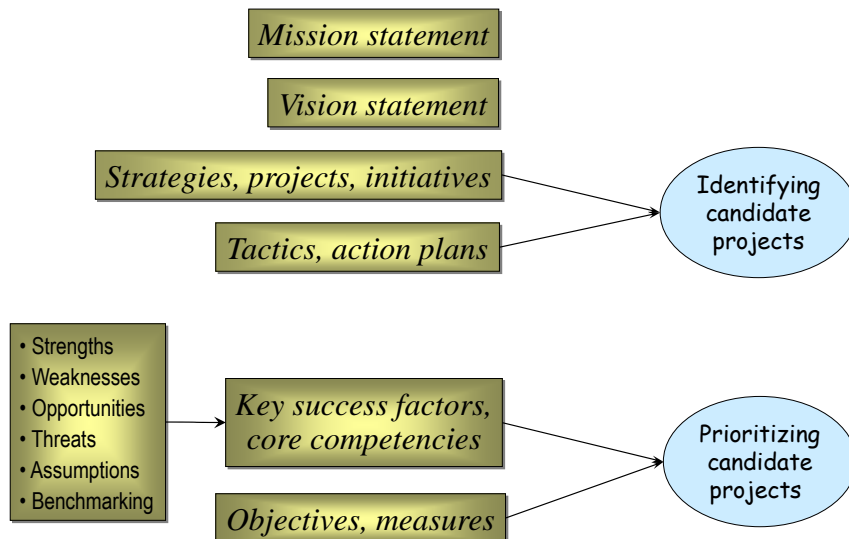 Mission statement
Vision statement
Strategies, projects, initiatives
Tactics, action plans
Identifying
candidate
projects
• Strengths
• Weaknesses
• Opportunities
• Threats
• Assumptions
• Benchmarking
Key success factors,
core competencies
Objectives, measures
Prioritizing
candidate
projects